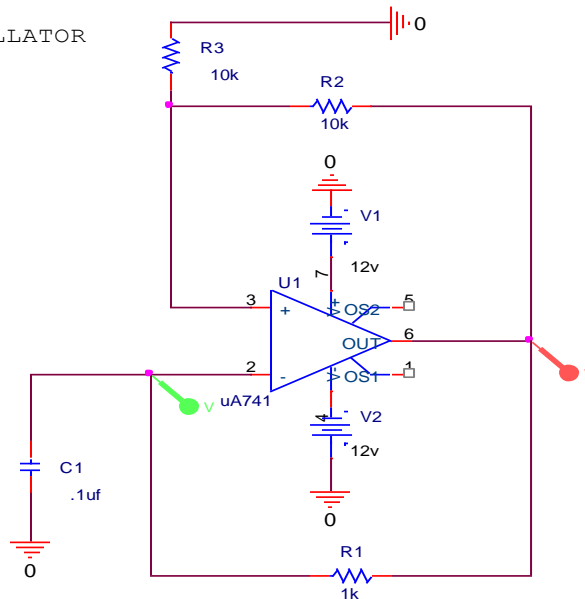 LLATOR
0
R3
10k
R2
10k
0
V1
12v
7
U1
3
+
V+
OS2
5
6
OUT
2
-
V-
OS1
1
V
uA741
4
V2
12v
0
C1
.1uf
0
R1
1k